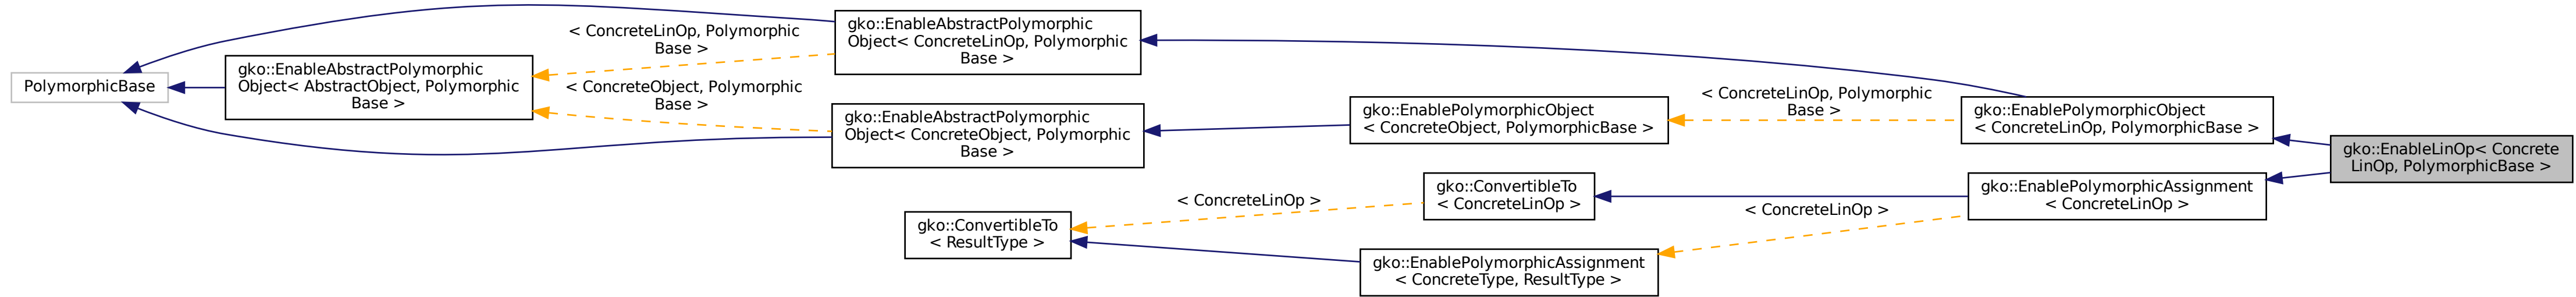 PolymorphicBase
gko::EnableAbstractPolymorphic
Object< AbstractObject, Polymorphic
Base >
< ConcreteLinOp, Polymorphic
Base >
< ConcreteObject, Polymorphic
Base >
gko::EnableAbstractPolymorphic
Object< ConcreteLinOp, Polymorphic
Base >
gko::EnableAbstractPolymorphic
Object< ConcreteObject, Polymorphic
Base >
gko::EnablePolymorphicObject
< ConcreteObject, PolymorphicBase >
< ConcreteLinOp, Polymorphic
Base >
gko::EnablePolymorphicObject
< ConcreteLinOp, PolymorphicBase >
gko::EnableLinOp< Concrete
LinOp, PolymorphicBase >
gko::ConvertibleTo
< ResultType >
< ConcreteLinOp >
gko::ConvertibleTo
< ConcreteLinOp >
gko::EnablePolymorphicAssignment
< ConcreteType, ResultType >
< ConcreteLinOp >
gko::EnablePolymorphicAssignment
< ConcreteLinOp >